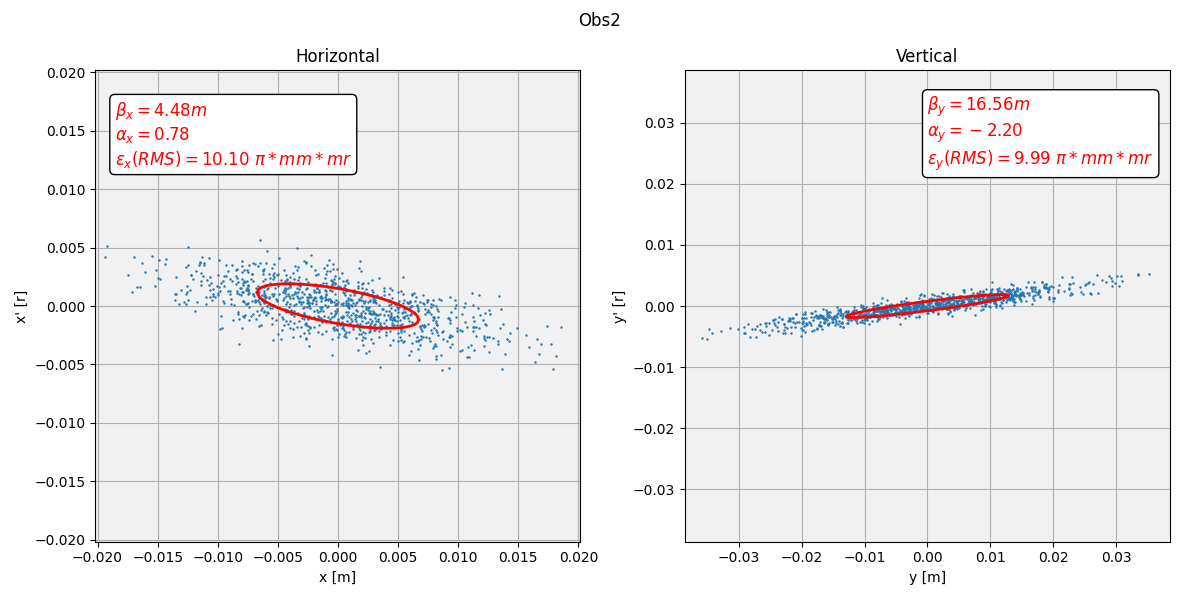 Obs2
Horizontal
βx = 4.48m
αx = 0.78
εx(RMS) = 10.10 π * mm * mr
0.020
0.015
0.010
0.005
0.000
−0.005
−0.010
−0.015
−0.020
x' [r]
−0.020 −0.015 −0.010 −0.005 0.000 0.005 0.010 0.015 0.020
x [m]
Vertical
βy = 16.56m
αy = −2.20
εy(RMS) = 9.99 π * mm * mr
0.03
0.02
0.01
0.00
−0.01
−0.02
−0.03
y' [r]
−0.03 −0.02 −0.01 0.00 0.01 0.02 0.03
y [m]